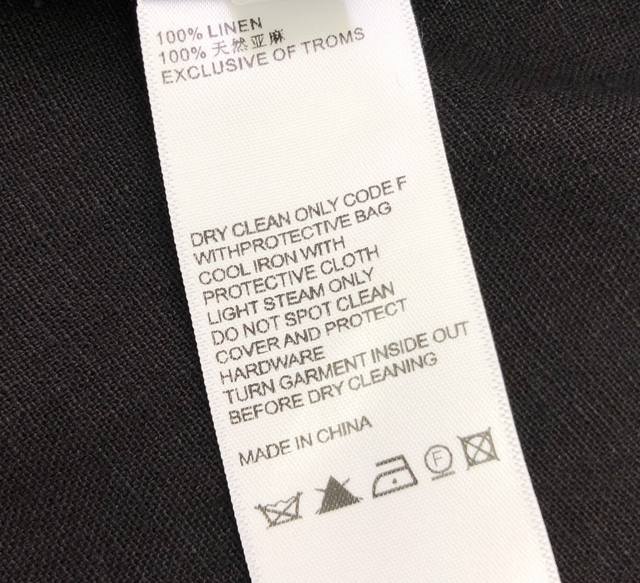 100% LINEN
100% 天然亚麻
EXCLUSIVE OF TROMS
DRY CLEAN ONLY CODE F
WITHPROTECTIVE BAG
COOL IRON WITH
PROTECTIVE CLOTH
LIGHT STEAM ONLY
DO NOT SPOT CLEAN
COVER AND PROTECT
HARDWARE
TURN GARMENT INSIDE OUT
BEFORE DRY CLEANING
MADE IN CHINA
F